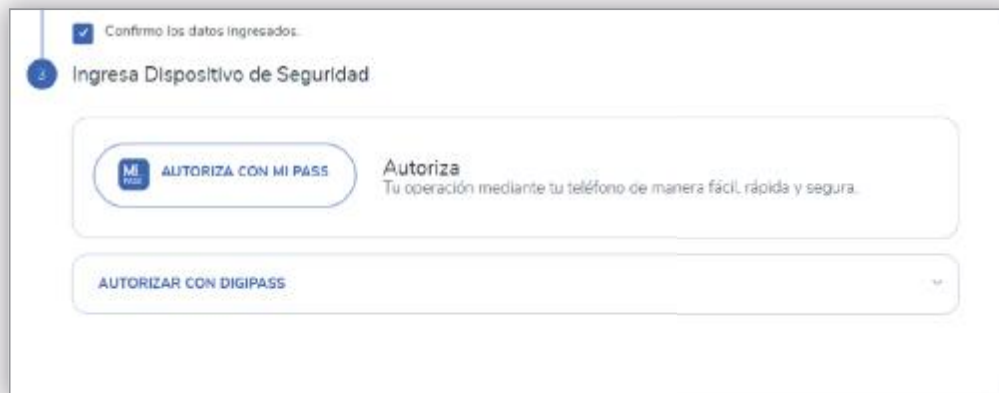 Confirmo los datos ingresados.
3
Ingresa Dispositivo de Seguridad
Mi
PASS
AUTORIZA CON MI PASS
Autoriza
Tu operación mediante tu teléfono de manera fácil, rápida y segura.
AUTORIZAR CON DIGIPASS